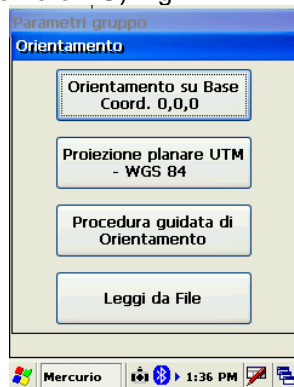 Parametri gruppo
Orientamento
Orientamento su Base
Coord. 0,0,0
Proiezione planare UTM
- WGS 84
Procedura guidata di
Orientamento
Leggi da File
Mercurio
1:36 PM